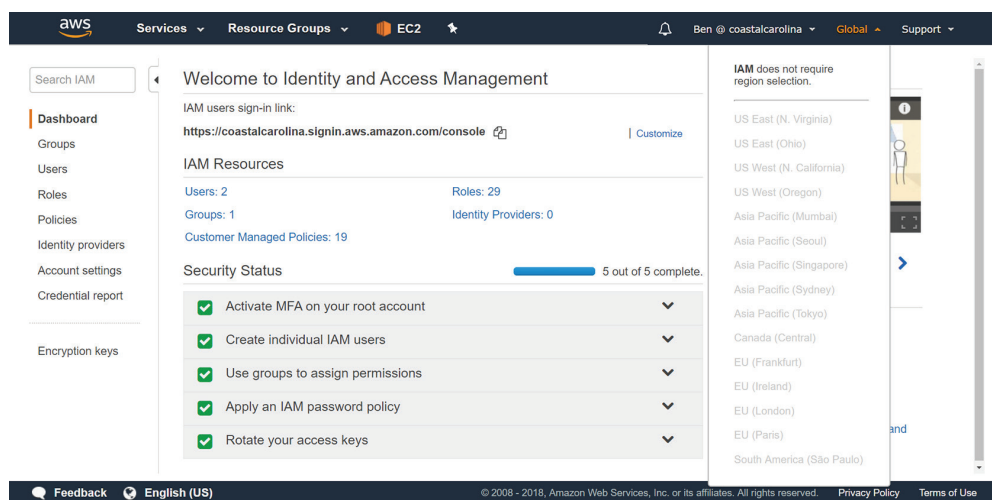 aws Services Resource Groups EC2 Ben @ coastalcarolina Global Support
Search IAM
Dashboard
Groups
Users
Roles
Policies
Identity providers
Account settings
Credential report
Encryption keys
Welcome to Identity and Access Management
IAM users sign-in link:
https://coastalcarolina.signin.aws.amazon.com/console | Customize
IAM Resources
Users: 2 Roles: 29
Groups: 1 Identity Providers: 0
Customer Managed Policies: 19
Security Status 5 out of 5 complete.
Activate MFA on your root account
Create individual IAM users
Use groups to assign permissions
Apply an IAM password policy
Rotate your access keys
IAM does not require
region selection.
US East (N. Virginia)
US East (Ohio)
US West (N. California)
US West (Oregon)
Asia Pacific (Mumbai)
Asia Pacific (Seoul)
Asia Pacific (Singapore)
Asia Pacific (Sydney)
Asia Pacific (Tokyo)
Canada (Central)
EU (Frankfurt)
EU (Ireland)
EU (London)
EU (Paris)
South America (São Paulo)
and
Feedback English (US) © 2008 - 2018, Amazon Web Services, Inc. or its affiliates. All rights reserved. Privacy Policy Terms of Use